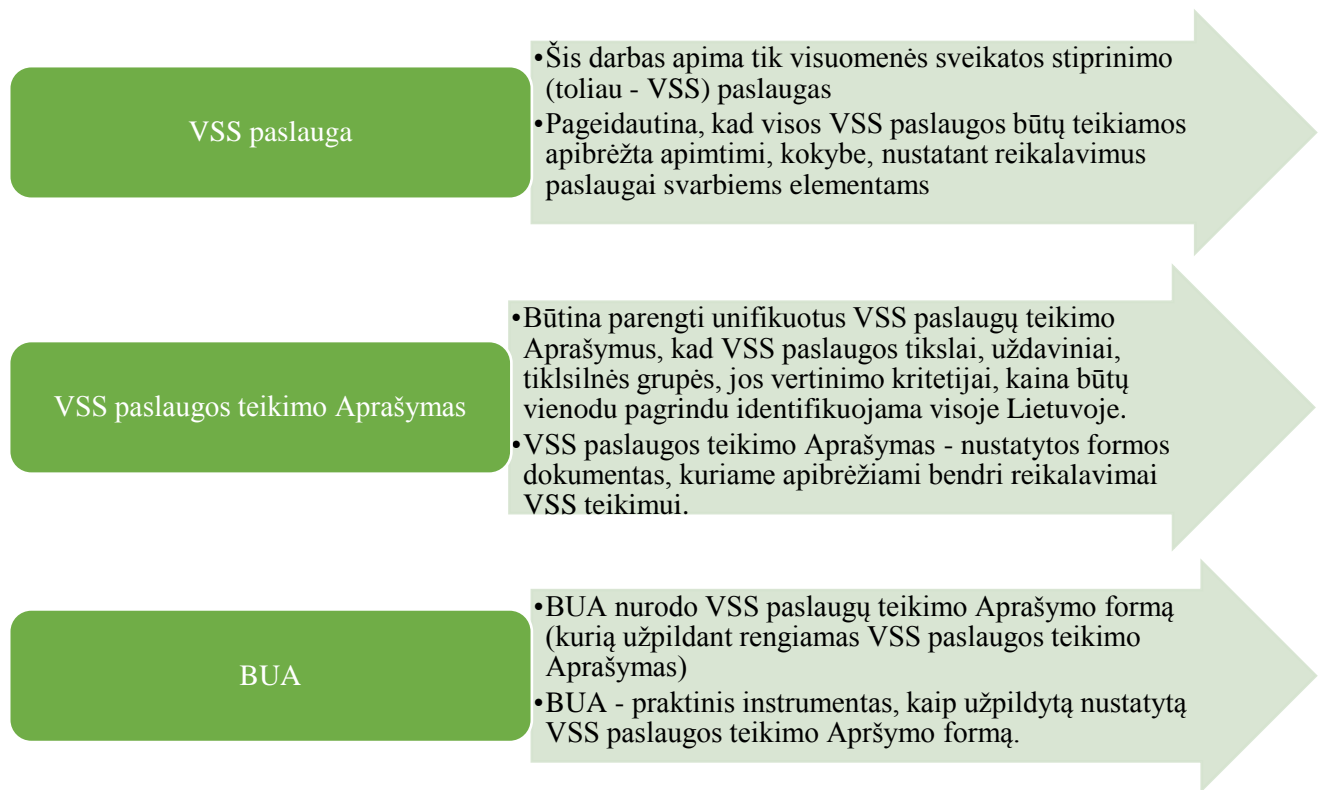 VSS paslauga
•Šis darbas apima tik visuomenės sveikatos stiprinimo
(toliau - VSS) paslaugas
•Pageidautina, kad visos VSS paslaugos būtų teikiamos
apibrėžta apimtimi, kokybe, nustatant reikalavimus
paslaugai svarbiems elementams
VSS paslaugos teikimo Aprašymas
•Būtina parengti unifikuotus VSS paslaugų teikimo
Aprašymus, kad VSS paslaugos tikslai, uždaviniai,
tiklsilnės grupės, jos vertinimo kritetijai, kaina būtų
vienodu pagrindu identifikuojama visoje Lietuvoje.
•VSS paslaugos teikimo Aprašymas - nustatytos formos
dokumentas, kuriame apibrėžiami bendri reikalavimai
VSS teikimui.
BUA
•BUA nurodo VSS paslaugų teikimo Aprašymo formą
(kurią užpildant rengiamas VSS paslaugos teikimo
Aprašymas)
•BUA - praktinis instrumentas, kaip užpildytą nustatytą
VSS paslaugos teikimo Apršymo formą.